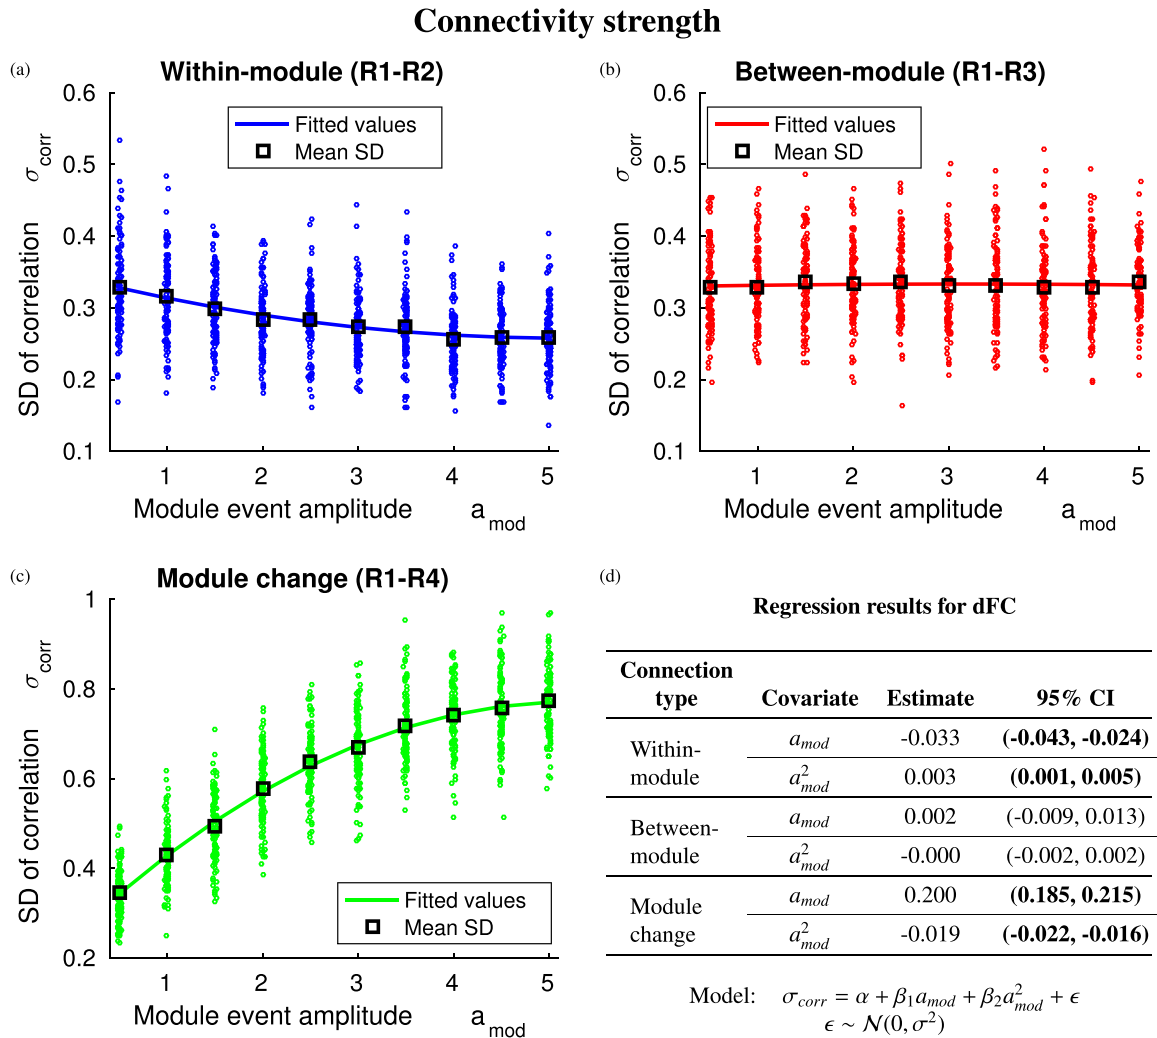 Connectivity strength
(a)
Within-module (R1-R2)
Fitted values
Mean SD
SD of correlation σcorr
0.6
0.5
0.4
0.3
0.2
0.1
1 2 3 4 5
Module event amplitude amod
(b)
Between-module (R1-R3)
Fitted values
Mean SD
SD of correlation σcorr
0.6
0.5
0.4
0.3
0.2
0.1
1 2 3 4 5
Module event amplitude amod
(c)
Module change (R1-R4)
SD of correlation σcorr
1
0.8
0.6
0.4
0.2
Fitted values
Mean SD
1 2 3 4 5
Module event amplitude amod
(d)
Regression results for dFC
Connection type Covariate Estimate 95% CI
Within-module amod -0.033 (-0.043, -0.024)
a²mod 0.003 (0.001, 0.005)
Between-module amod 0.002 (-0.009, 0.013)
a²mod -0.000 (-0.002, 0.002)
Module change amod 0.200 (0.185, 0.215)
a²mod -0.019 (-0.022, -0.016)
Model: σcorr = α + β1amod + β2a²mod + ϵ
ϵ ~ N(0, σ²)